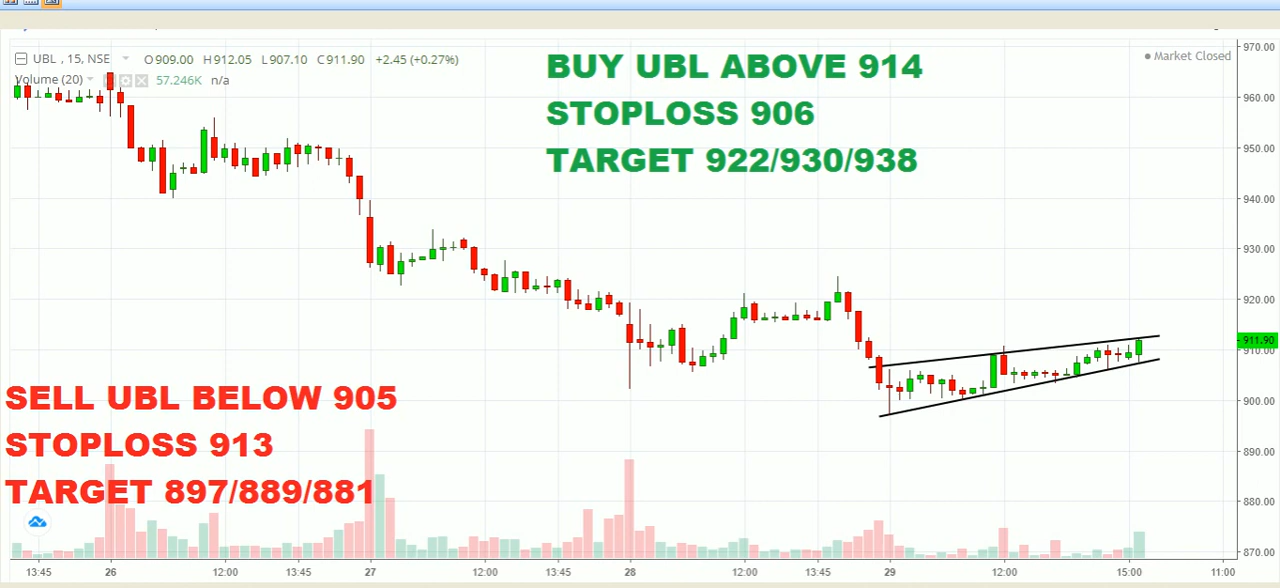 UBL , 15, NSE O909.00 H912.05 L907.10 C911.90 +2.45 (+0.27%)
Volume (20) 57.246K n/a
BUY UBL ABOVE 914
STOPLOSS 906
TARGET 922/930/938
Market Closed
SELL UBL BELOW 905
STOPLOSS 913
TARGET 897/889/881
970.00
960.00
950.00
940.00
930.00
920.00
911.90
910.00
900.00
890.00
880.00
870.00
13:45 26 12:00 13:45 27 12:00 13:45 28 12:00 13:45 29 12:00 15:00 11:00